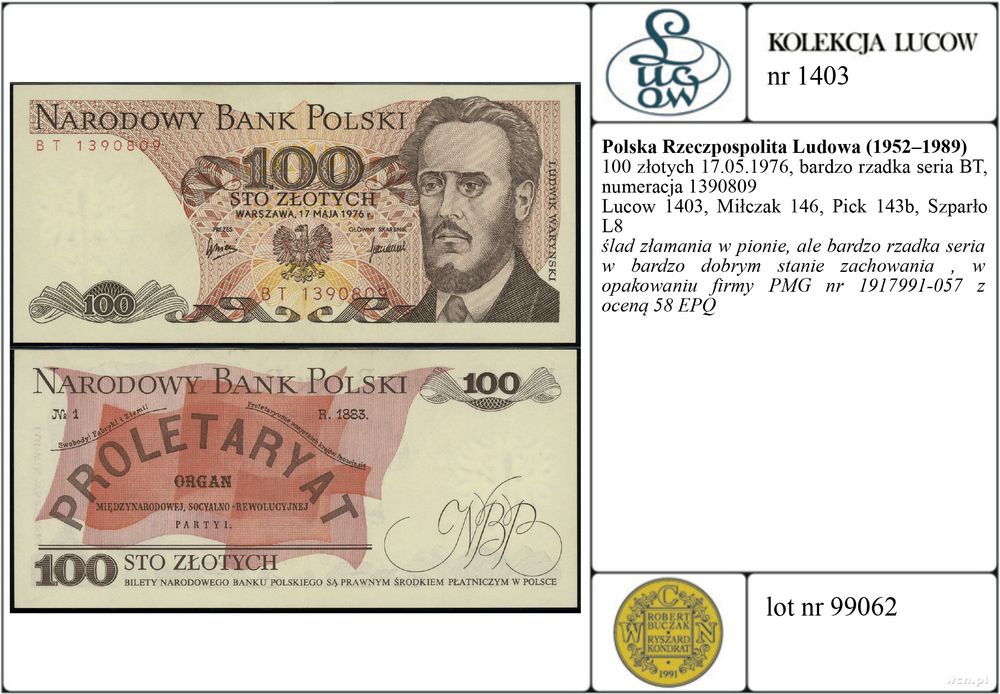 NARODOWY BANK POLSKI
BT 1390809
100
STO ZŁOTYCH
WARSZAWA, 17 MAJA 1976 r.
PREZES
GŁÓWNY SKARBNIK
BT 1390809
100
LUDWIK WARYŃSKI
NARODOWY BANK POLSKI
100
№ 1
R. 1883.
Swobody! Fabryki i Ziemi!
PROLETARYAT
ORGAN
MIĘDZYNARODOWEJ, SOCYALNO-REWOLUCYJNEJ
PARTYI.
NBP
100 STO ZŁOTYCH
BILETY NARODOWEGO BANKU POLSKIEGO SĄ PRAWNYM ŚRODKIEM PŁATNICZYM W POLSCE
Lucow
KOLEKCJA LUCOW
nr 1403
Polska Rzeczpospolita Ludowa (1952–1989)
100 złotych 17.05.1976, bardzo rzadka seria BT,
numeracja 1390809
Lucow 1403, Miłczak 146, Pick 143b, Szparło
L8
ślad złamania w pionie, ale bardzo rzadka seria
w bardzo dobrym stanie zachowania , w
opakowaniu firmy PMG nr 1917991-057 z
oceną 58 EPQ
W C N
ROBERT
BUCZAK
RYSZARD
KONDRAT
1991
lot nr 99062
wcn.pl